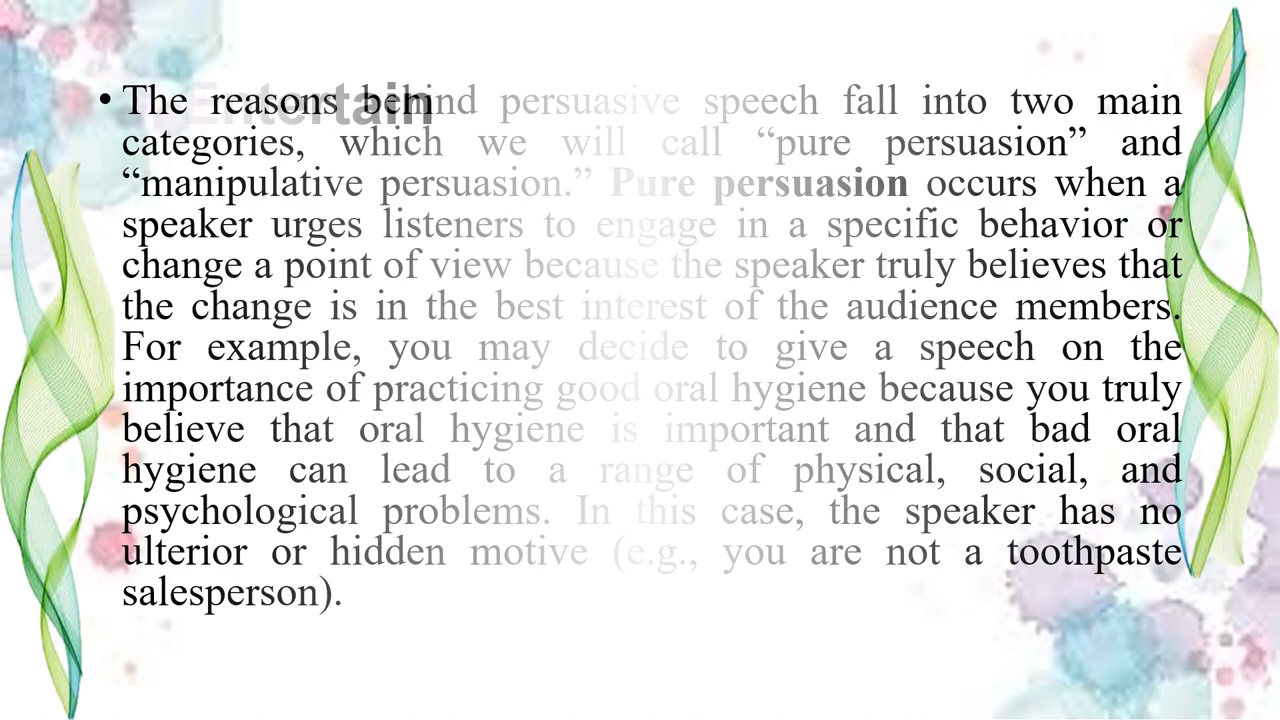 Entertain
• The reasons behind persuasive speech fall into two main
categories, which we will call “pure persuasion” and
“manipulative persuasion.” Pure persuasion occurs when a
speaker urges listeners to engage in a specific behavior or
change a point of view because the speaker truly believes that
the change is in the best interest of the audience members.
For example, you may decide to give a speech on the
importance of practicing good oral hygiene because you truly
believe that oral hygiene is important and that bad oral
hygiene can lead to a range of physical, social, and
psychological problems. In this case, the speaker has no
ulterior or hidden motive (e.g., you are not a toothpaste
salesperson).